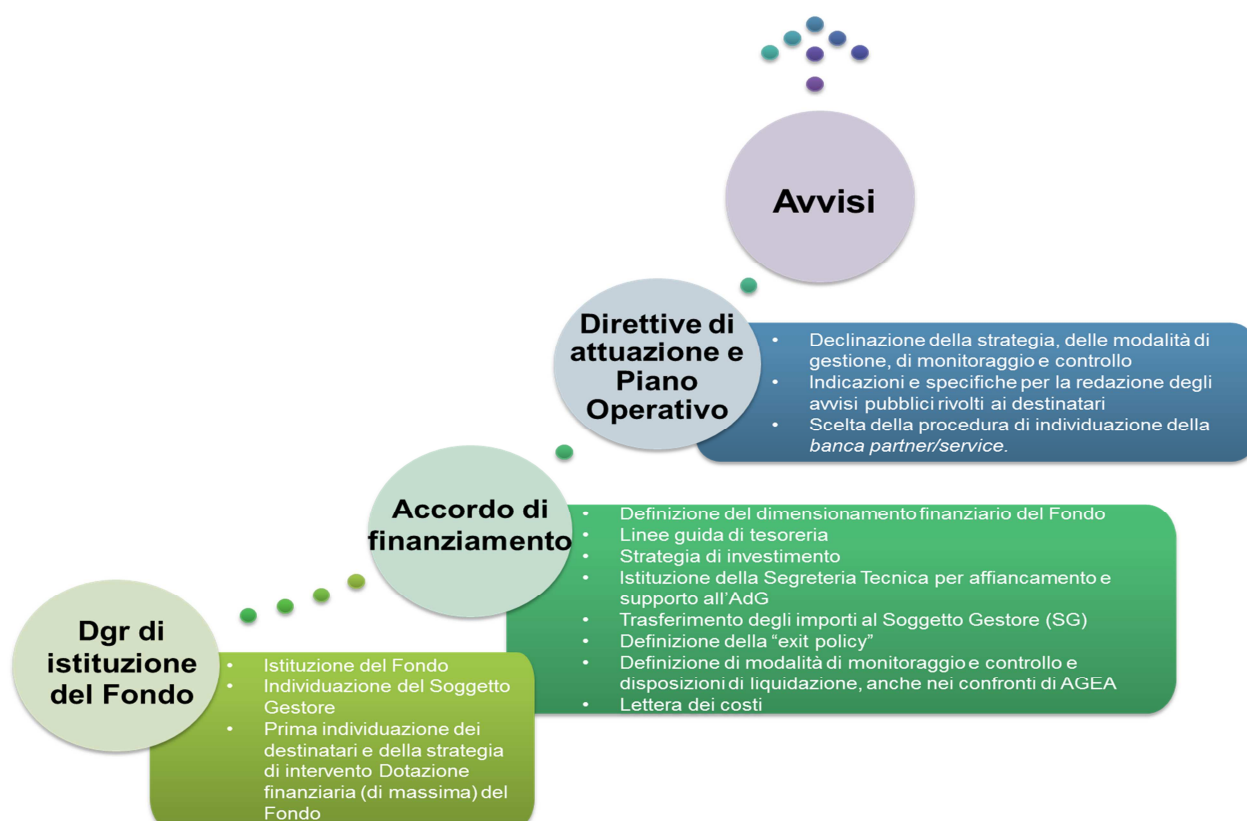 Avvisi
Direttive di
attuazione e
Piano
Operativo
• Declinazione della strategia, delle modalità di
gestione, di monitoraggio e controllo
• Indicazioni e specifiche per la redazione degli
avvisi pubblici rivolti ai destinatari
• Scelta della procedura di individuazione della
banca partner/service.
Accordo di
finanziamento
• Definizione del dimensionamento finanziario del Fondo
• Linee guida di tesoreria
• Strategia di investimento
• Istituzione della Segreteria Tecnica per affiancamento e
supporto all’AdG
• Trasferimento degli importi al Soggetto Gestore (SG)
• Definizione della “exit policy”
• Definizione di modalità di monitoraggio e controllo e
disposizioni di liquidazione, anche nei confronti di AGEA
• Lettera dei costi
Dgr di
istituzione
del Fondo
• Istituzione del Fondo
• Individuazione del Soggetto
Gestore
• Prima individuazione dei
destinatari e della strategia
di intervento Dotazione
finanziaria (di massima) del
Fondo